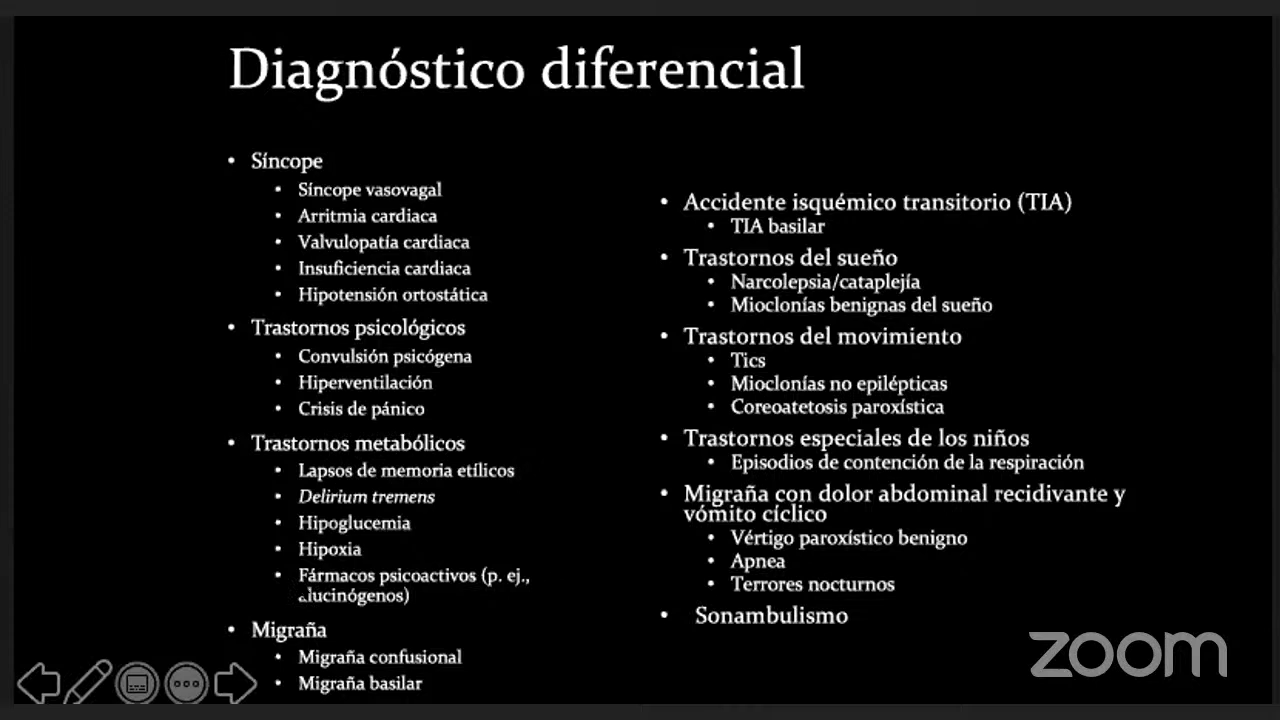 Diagnóstico diferencial
• Síncope
• Síncope vasovagal
• Arritmia cardiaca
• Valvulopatía cardiaca
• Insuficiencia cardiaca
• Hipotensión ortostática
• Trastornos psicológicos
• Convulsión psicógena
• Hiperventilación
• Crisis de pánico
• Trastornos metabólicos
• Lapsos de memoria etílicos
• Delirium tremens
• Hipoglucemia
• Hipoxia
• Fármacos psicoactivos (p. ej.,
alucinógenos)
• Migraña
• Migraña confusional
• Migraña basilar
• Accidente isquémico transitorio (TIA)
• TIA basilar
• Trastornos del sueño
• Narcolepsia/cataplejía
• Mioclonías benignas del sueño
• Trastornos del movimiento
• Tics
• Mioclonías no epilépticas
• Coreoatetosis paroxística
• Trastornos especiales de los niños
• Episodios de contención de la respiración
• Migraña con dolor abdominal recidivante y
vómito cíclico
• Vértigo paroxístico benigno
• Apnea
• Terrores nocturnos
• Sonambulismo
zoom